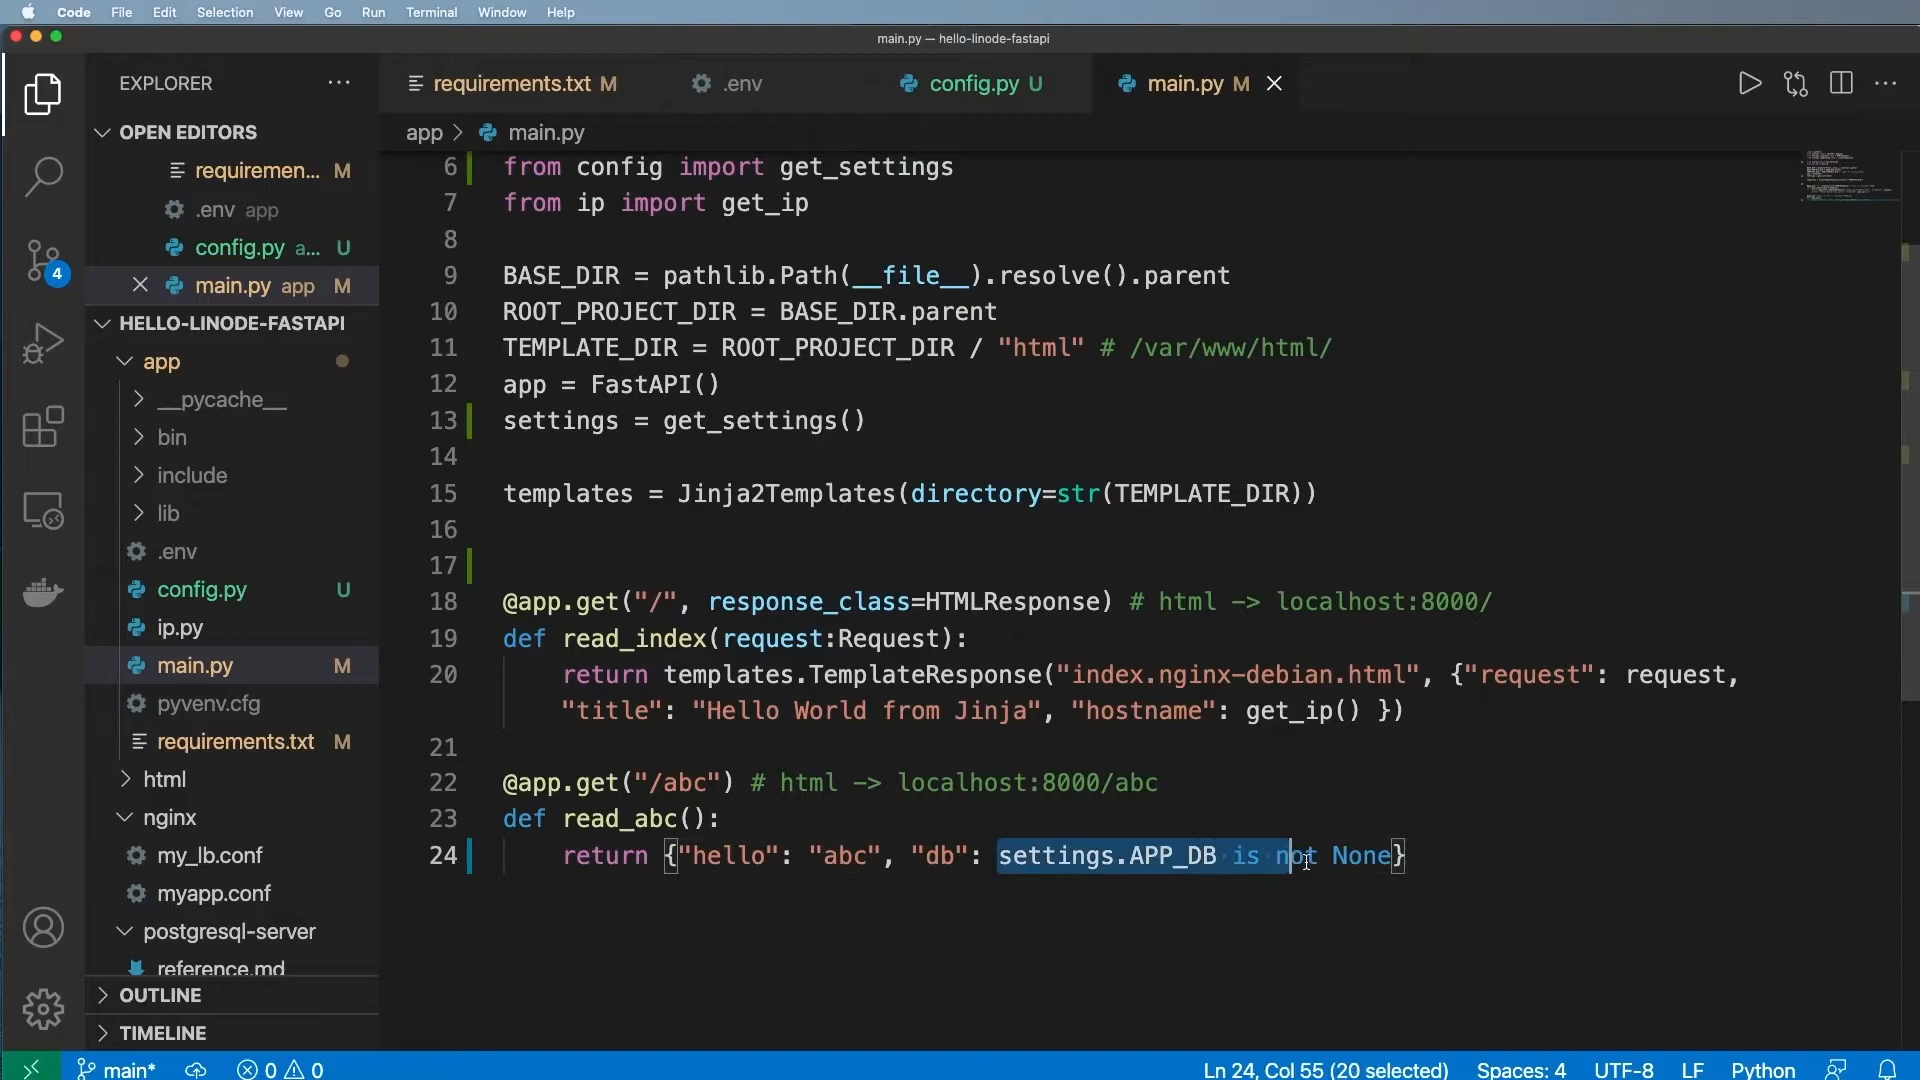 Code File Edit Selection View Go Run Terminal Window Help
main.py — hello-linode-fastapi
EXPLORER
requirements.txt M .env config.py U main.py M
OPEN EDITORS
app > main.py
requiremen... M
.env app
config.py a... U
main.py app M
4
HELLO-LINODE-FASTAPI
app
__pycache__
bin
include
lib
.env
config.py U
ip.py
main.py M
pyvenv.cfg
requirements.txt M
html
nginx
my_lb.conf
myapp.conf
postgresql-server
reference.md
OUTLINE
TIMELINE
6 from config import get_settings
7 from ip import get_ip
8
9 BASE_DIR = pathlib.Path(__file__).resolve().parent
10 ROOT_PROJECT_DIR = BASE_DIR.parent
11 TEMPLATE_DIR = ROOT_PROJECT_DIR / "html" # /var/www/html/
12 app = FastAPI()
13 settings = get_settings()
14
15 templates = Jinja2Templates(directory=str(TEMPLATE_DIR))
16
17
18 @app.get("/", response_class=HTMLResponse) # html -> localhost:8000/
19 def read_index(request:Request):
20 return templates.TemplateResponse("index.nginx-debian.html", {"request": request,
"title": "Hello World from Jinja", "hostname": get_ip() })
21
22 @app.get("/abc") # html -> localhost:8000/abc
23 def read_abc():
24 return {"hello": "abc", "db": settings.APP_DB is not None}
main* 0 0 Ln 24, Col 55 (20 selected) Spaces: 4 UTF-8 LF Python